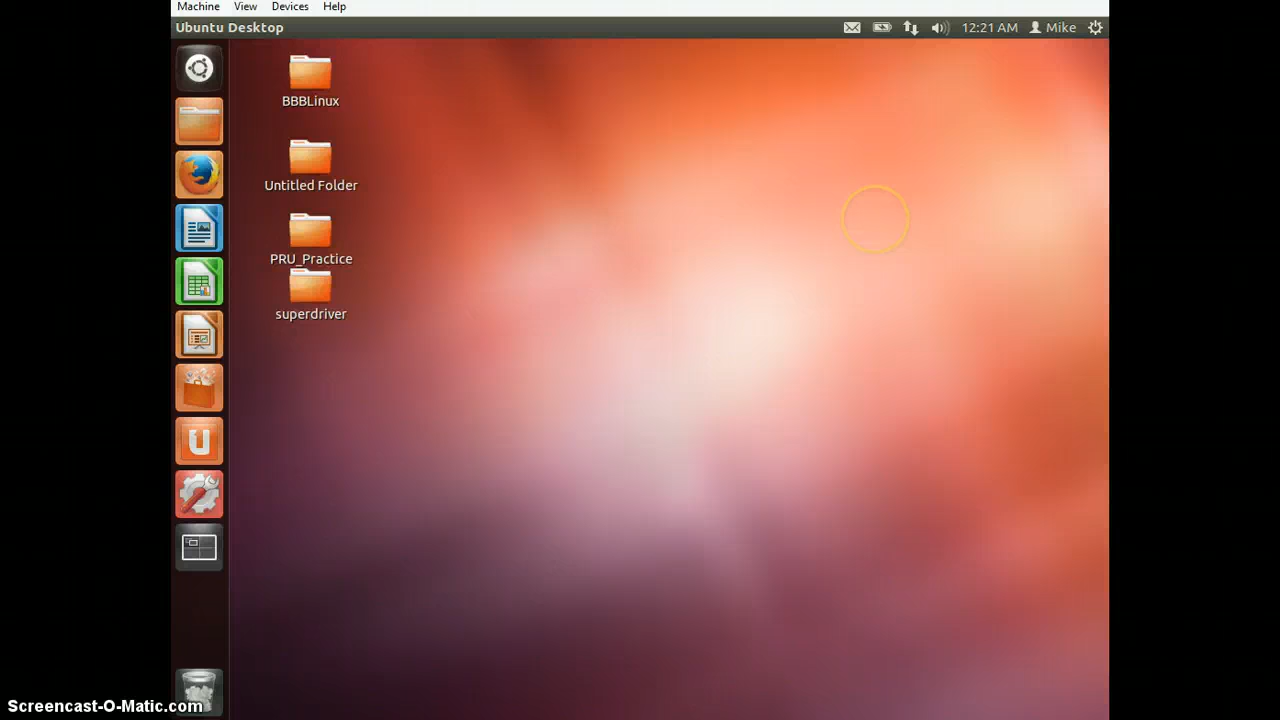 Machine View Devices Help
Ubuntu Desktop 12:21 AM Mike
BBBLinux
Untitled Folder
PRU_Practice
superdriver
Screencast-O-Matic.com